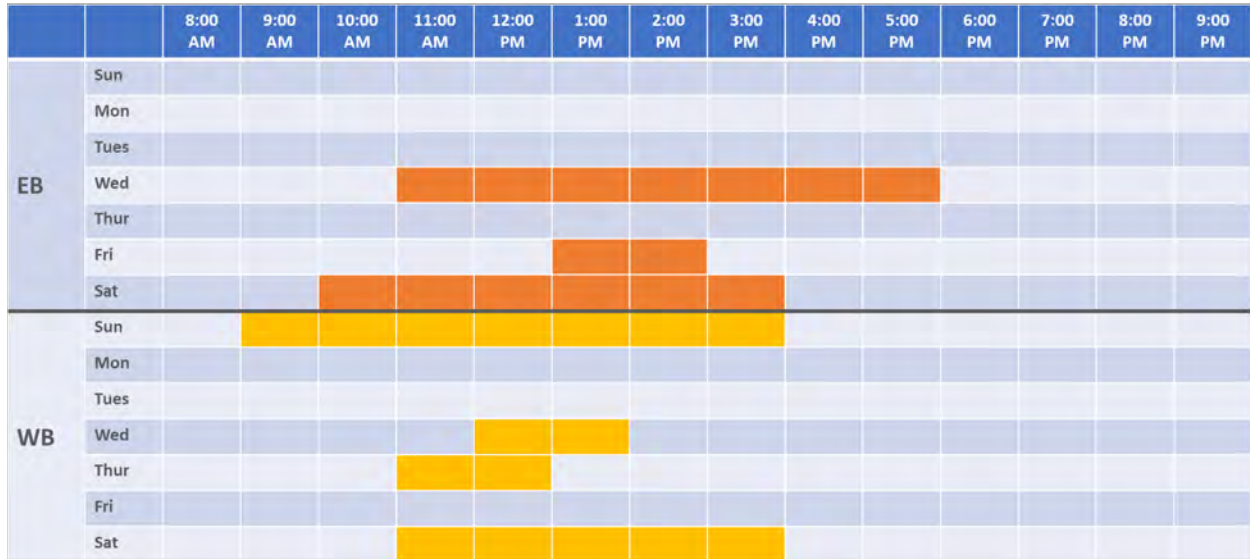 8:00 9:00 10:00 11:00 12:00 1:00 2:00 3:00 4:00 5:00 6:00 7:00 8:00 9:00
AM AM AM AM PM PM PM PM PM PM PM PM PM PM
EB
Sun
Mon
Tues
Wed
Thur
Fri
Sat
WB
Sun
Mon
Tues
Wed
Thur
Fri
Sat